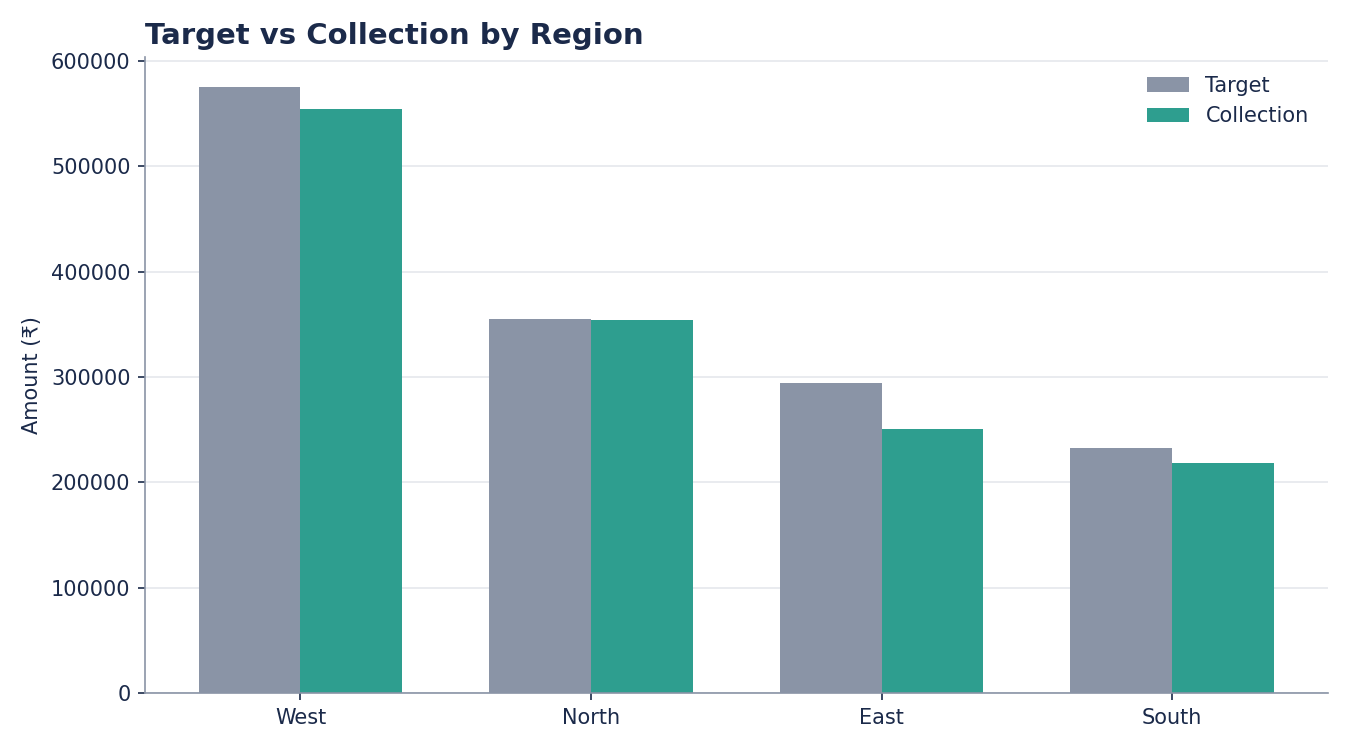 Target vs Collection by Region
600000
500000
400000
300000
200000
100000
0
Amount (₹)
Target
Collection
West
North
East
South